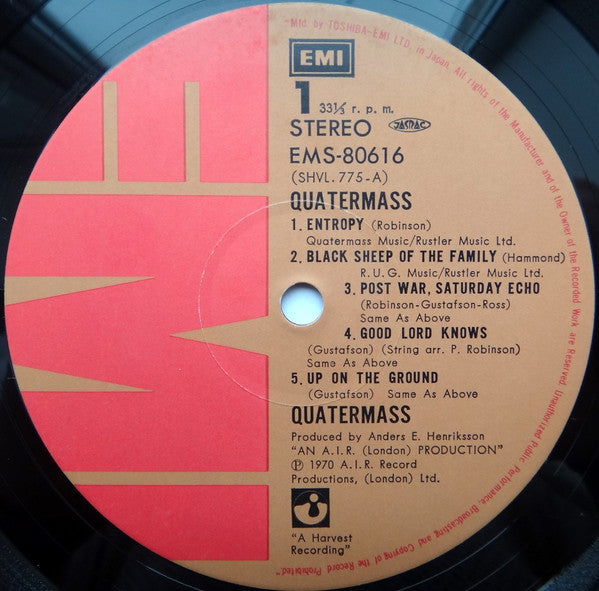 "Mfd. by TOSHIBA-EMI LTD. in Japan. All rights of the Manufacturer and of the Owner of the Recorded Work are Reserved. Unauthorized Public Performance, Broadcasting and Copying of the Record Prohibited."
EMI
1 33⅓ r. p. m.
STEREO JASRAC
EMS-80616
(SHVL. 775-A)
QUATERMASS
1. ENTROPY (Robinson)
Quatermass Music/Rustler Music Ltd.
2. BLACK SHEEP OF THE FAMILY (Hammond)
R. U. G. Music/Rustler Music Ltd.
3. POST WAR, SATURDAY ECHO
(Robinson-Gustafson-Ross)
Same As Above
4. GOOD LORD KNOWS
(Gustafson) (String arr. P. Robinson)
Same As Above
5. UP ON THE GROUND
(Gustafson) Same As Above
QUATERMASS
Produced by Anders E. Henriksson
"AN A.I.R. (London) PRODUCTION"
Ⓟ 1970 A.I.R. Record
Productions, (London) Ltd.
"A Harvest
Recording"
EMI